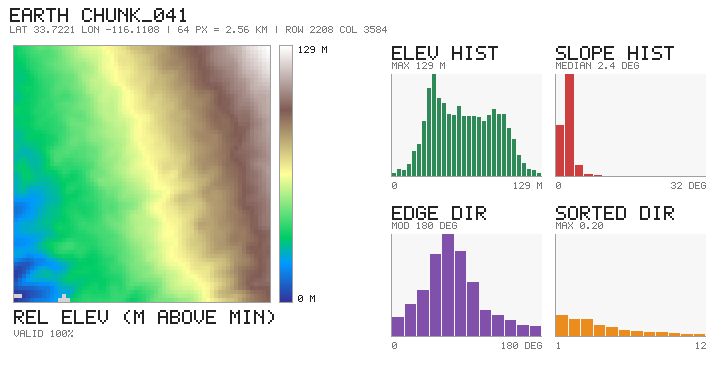 EARTH CHUNK_041
LAT 33.7221 LON -116.1108 | 64 PX = 2.56 KM | ROW 2208 COL 3584
129 M
0 M
REL ELEV (M ABOVE MIN)
VALID 100%
ELEV HIST
MAX 129 M
0 129 M
SLOPE HIST
MEDIAN 2.4 DEG
0 32 DEG
EDGE DIR
MOD 180 DEG
0 180 DEG
SORTED DIR
MAX 0.20
1 12